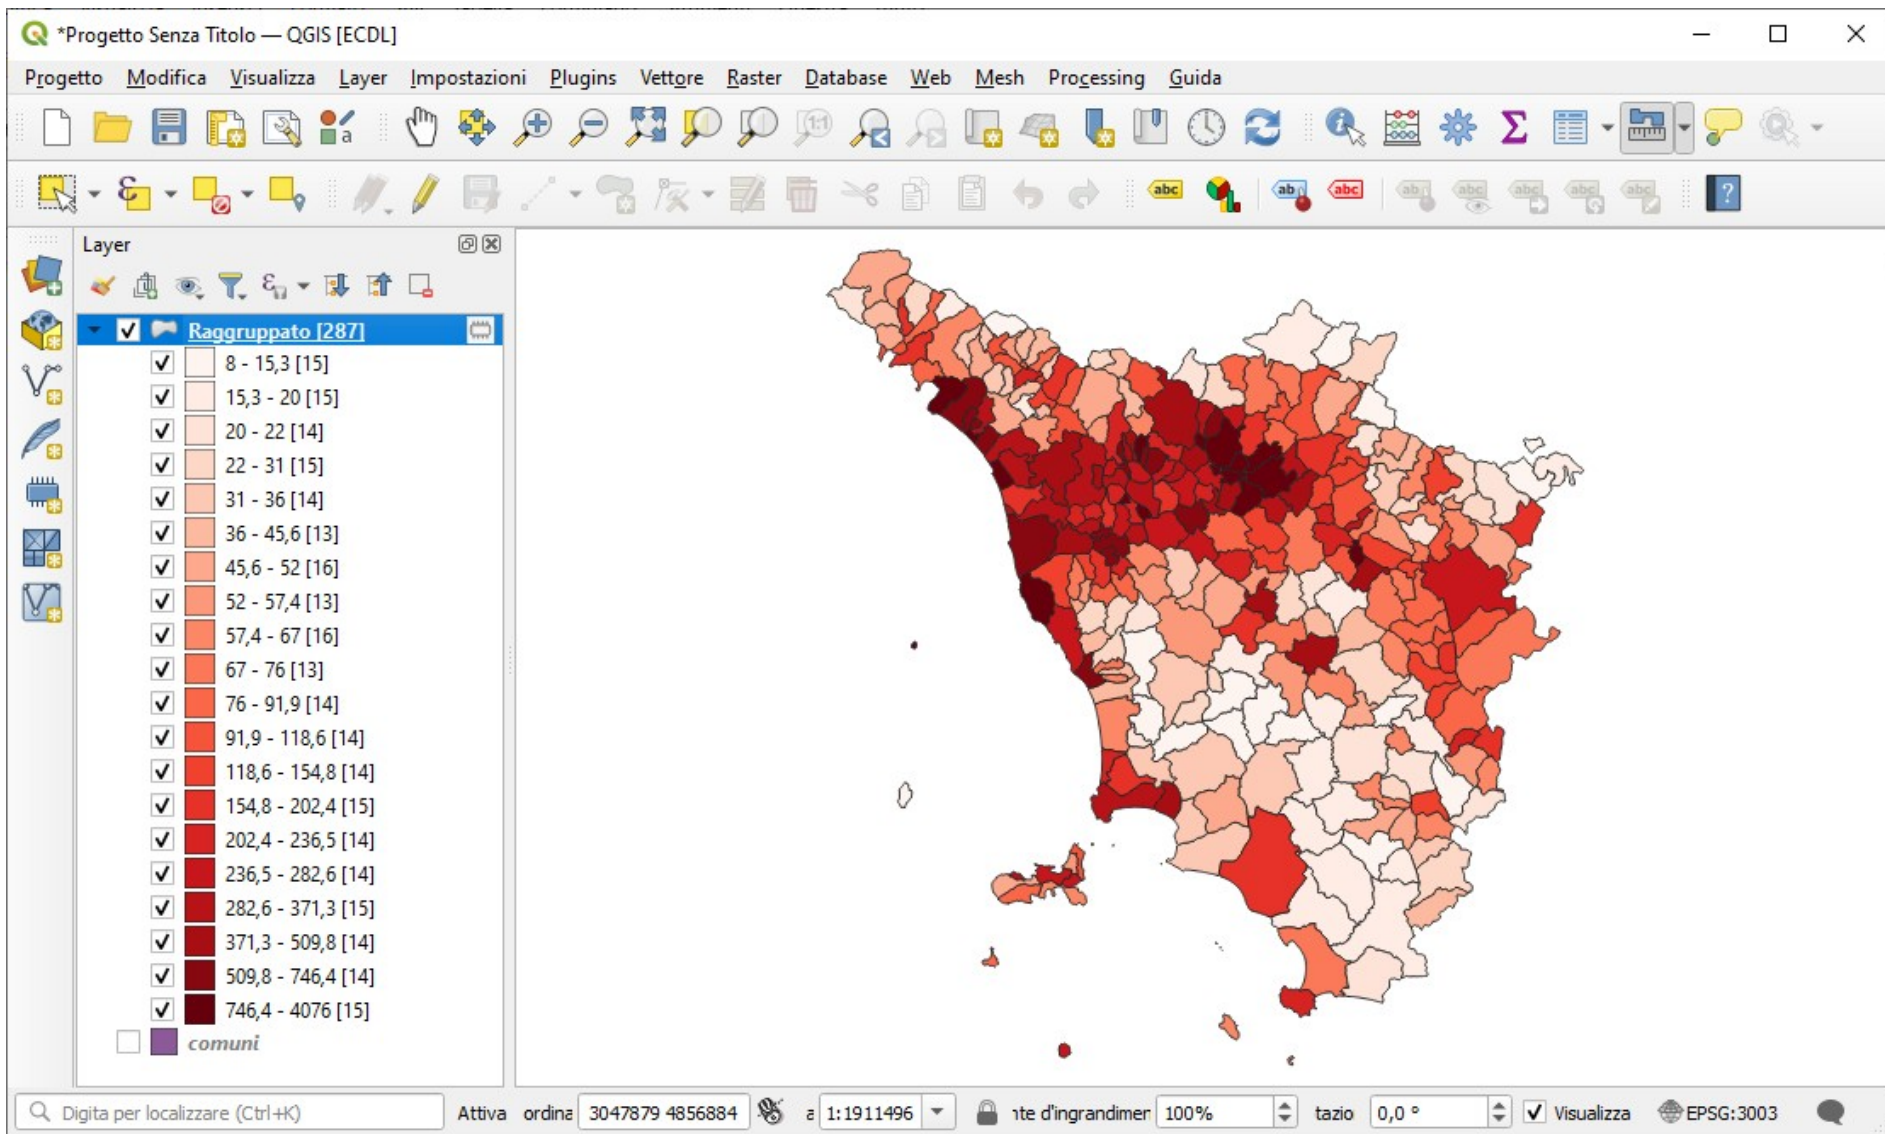 *Progetto Senza Titolo — QGIS [ECDL]
Progetto Modifica Visualizza Layer Impostazioni Plugins Vettore Raster Database Web Mesh Processing Guida
a 1:1
abc abc
Layer
Raggruppato [287]
8 - 15,3 [15]
15,3 - 20 [15]
20 - 22 [14]
22 - 31 [15]
31 - 36 [14]
36 - 45,6 [13]
45,6 - 52 [16]
52 - 57,4 [13]
57,4 - 67 [16]
67 - 76 [13]
76 - 91,9 [14]
91,9 - 118,6 [14]
118,6 - 154,8 [14]
154,8 - 202,4 [15]
202,4 - 236,5 [14]
236,5 - 282,6 [14]
282,6 - 371,3 [15]
371,3 - 509,8 [14]
509,8 - 746,4 [14]
746,4 - 4076 [15]
comuni
Digita per localizzare (Ctrl+K) Attiva ordina 3047879 4856884 a 1:1911496 nte d'ingrandimen 100% tazio 0,0 ° Visualizza EPSG:3003